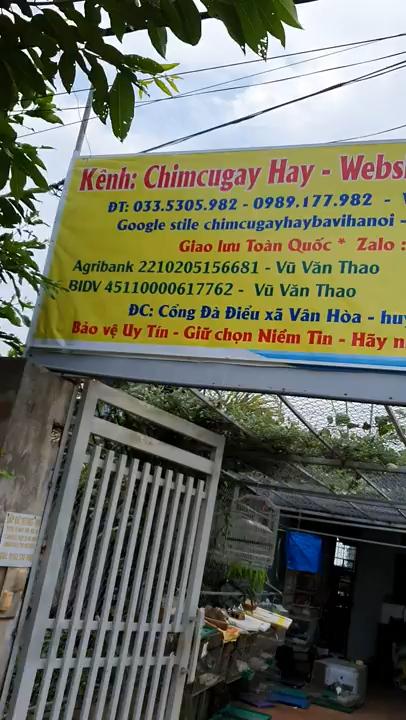 Kênh: Chimcugay Hay - Webs
ĐT: 033.5305.982 - 0989.177.982 -
Google stile chimcugayhaybavihanoi -
Giao lưu Toàn Quốc * Zalo :
Agribank 2210205156681 - Vũ Văn Thao
BIDV 45110000617762 - Vũ Văn Thao
ĐC: Cổng Đà Điểu xã Vân Hòa - huy
Bảo vệ Uy Tín - Giữ chọn Niềm Tin - Hãy n